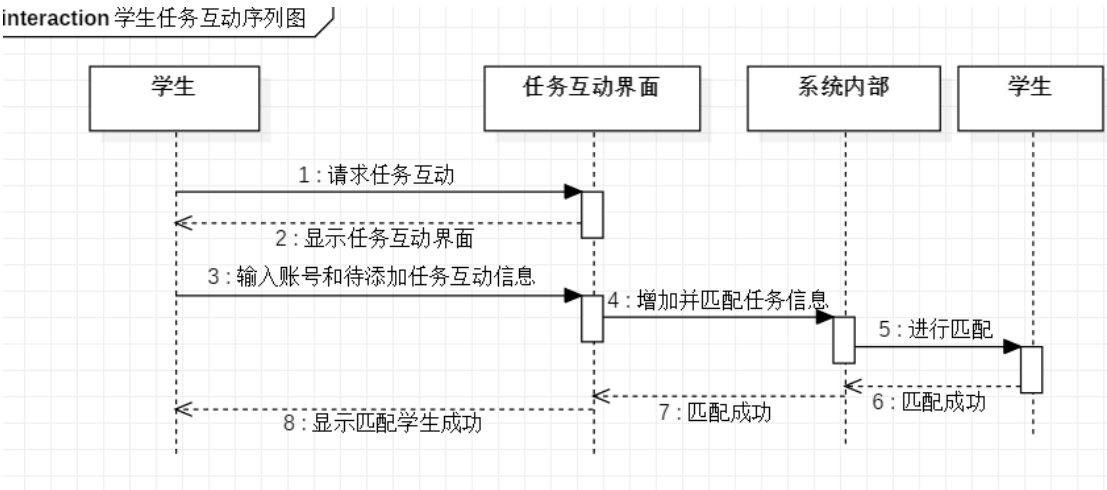 interaction 学生任务互动序列图
学生
任务互动界面
系统内部
学生
1 : 请求任务互动
2 : 显示任务互动界面
3 : 输入账号和待添加任务互动信息
4 : 增加并匹配任务信息
5 : 进行匹配
6 : 匹配成功
7 : 匹配成功
8 : 显示匹配学生成功